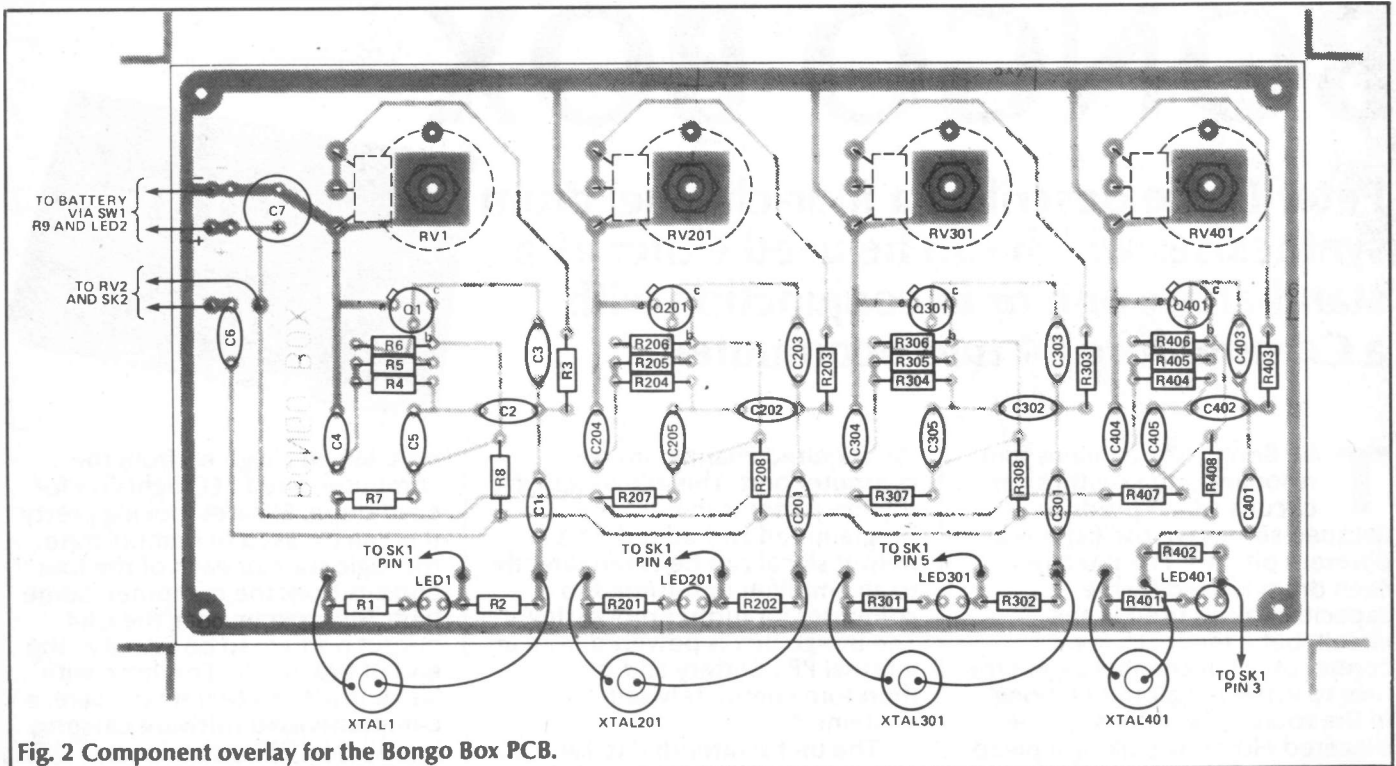 TO BATTERY
VIA SW1
R9 AND LED2
C7
+
TO RV2
AND SK2
C6
RV1
RV201
RV301
RV401
e Q1 c
b
Q201 c
Q301 c
e Q401 c
b
R6
R5
R4
C3
R3
R206
R205
R204
C203
R203
R306
R305
R304
C303
R303
R406
R405
R404
C403
R403
C4
C5
C2
C204
C205
C202
C304
C305
C302
C404
C405
C402
BONGO BOX
R7
R8
C1
R207
R208
C201
R307
R308
C301
R407
R408
C401
TO SK1
PIN 1
TO SK1
PIN 4
TO SK1
PIN 5
R402
R1
LED1
R2
R201
LED201
R202
R301
LED301
R302
R401
LED401
TO SK1
PIN 3
XTAL1
XTAL201
XTAL301
XTAL401
Fig. 2 Component overlay for the Bongo Box PCB.